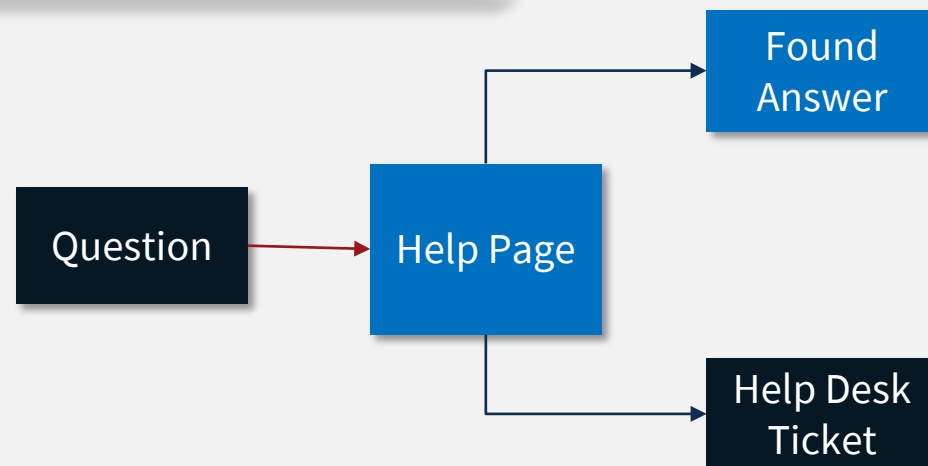 Found
Answer
Question
Help Page
Help Desk
Ticket